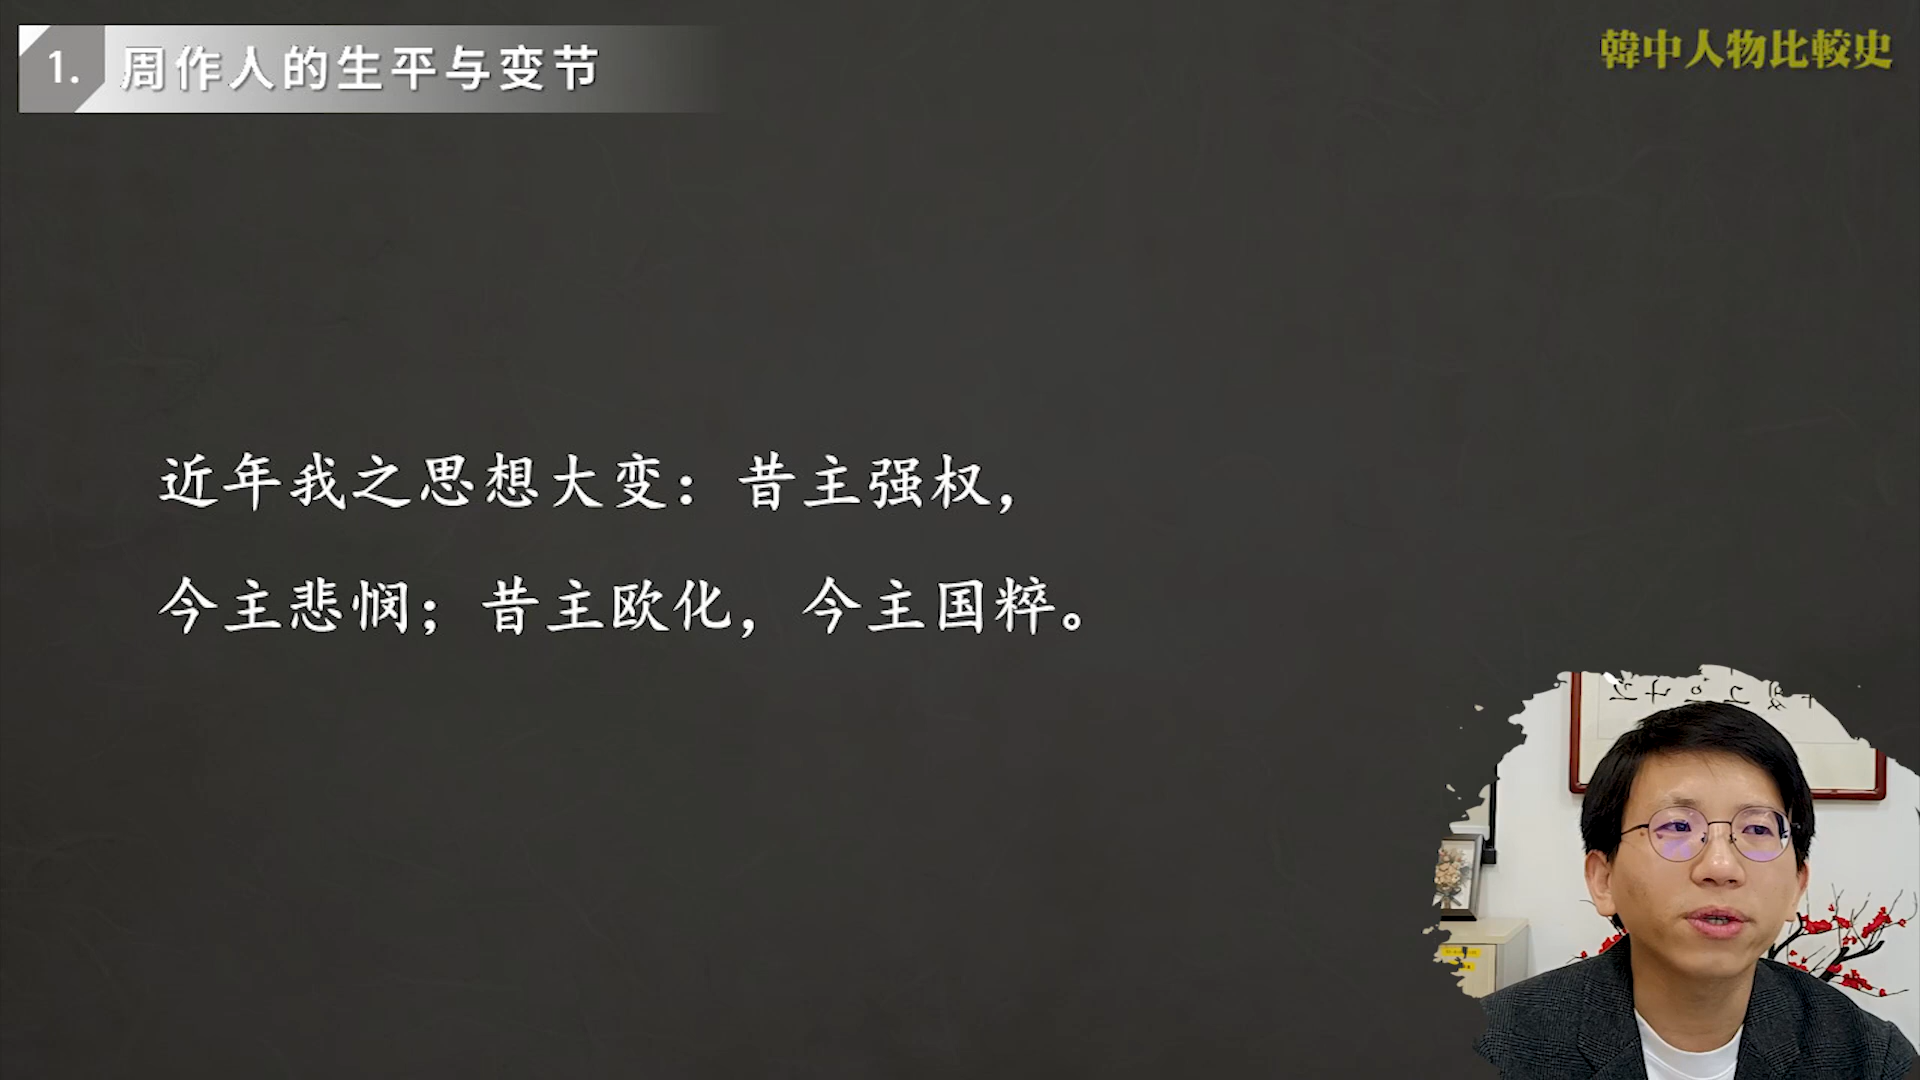 1. 周作人的生平与变节
韓中人物比較史
近年我之思想大变：昔主强权，
今主悲悯；昔主欧化，今主国粹。